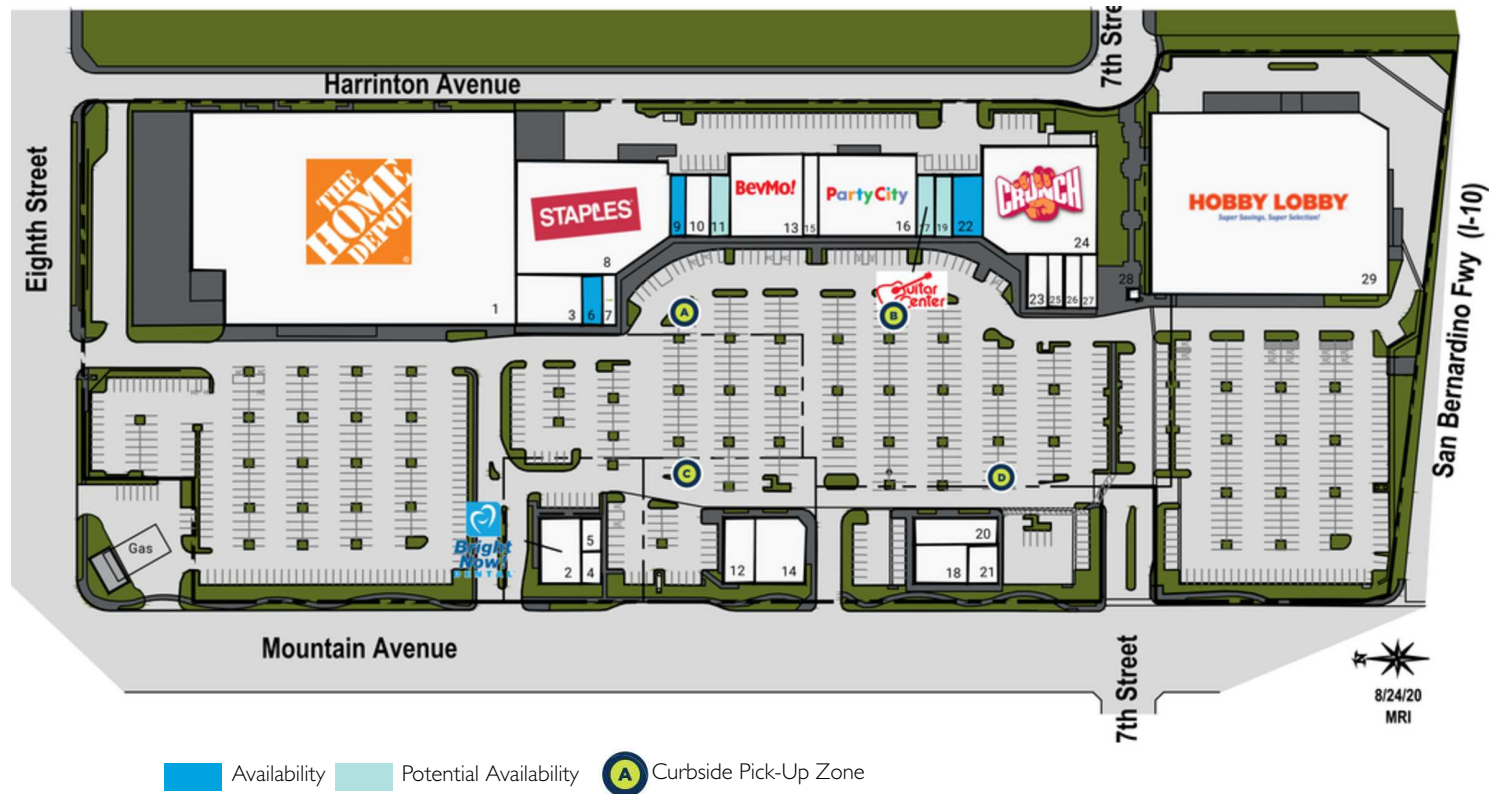 Harrinton Avenue
7th Stre
Eighth Street
San Bernardino Fwy (I-10)
THE
HOME
DEPOT
1
STAPLES
8
3
6
7
9
10
11
BevMo!
13
15
Party City
16
17
19
22
CRUNCH
24
23
25
26
27
28
HOBBY LOBBY
Super Savings, Super Selection!
29
Guitar
Center
A
B
C
D
Gas
Bright
Now!
DENTAL
2
5
4
12
14
20
18
21
Mountain Avenue
7th Street
N
8/24/20
MRI
Availability
Potential Availability
A
Curbside Pick-Up Zone